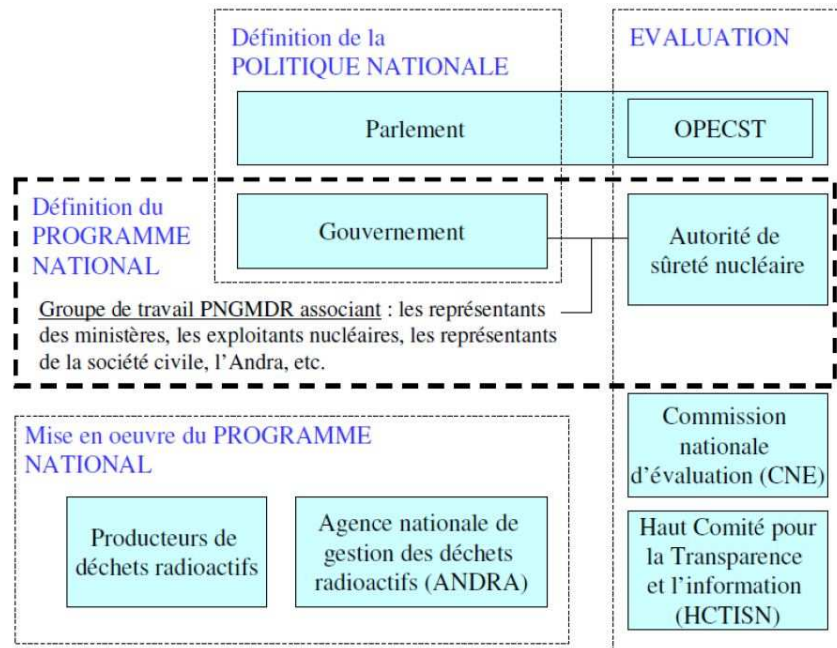 Définition de la
POLITIQUE NATIONALE
EVALUATION
Parlement
OPECST
Définition du
PROGRAMME
NATIONAL
Gouvernement
Autorité de
sûreté nucléaire
Groupe de travail PNGMDR associant : les représentants
des ministères, les exploitants nucléaires, les représentants
de la société civile, l'Andra, etc.
Mise en oeuvre du PROGRAMME
NATIONAL
Producteurs de
déchets radioactifs
Agence nationale de
gestion des déchets
radioactifs (ANDRA)
Commission
nationale
d'évaluation (CNE)
Haut Comité pour
la Transparence
et l'information
(HCTISN)